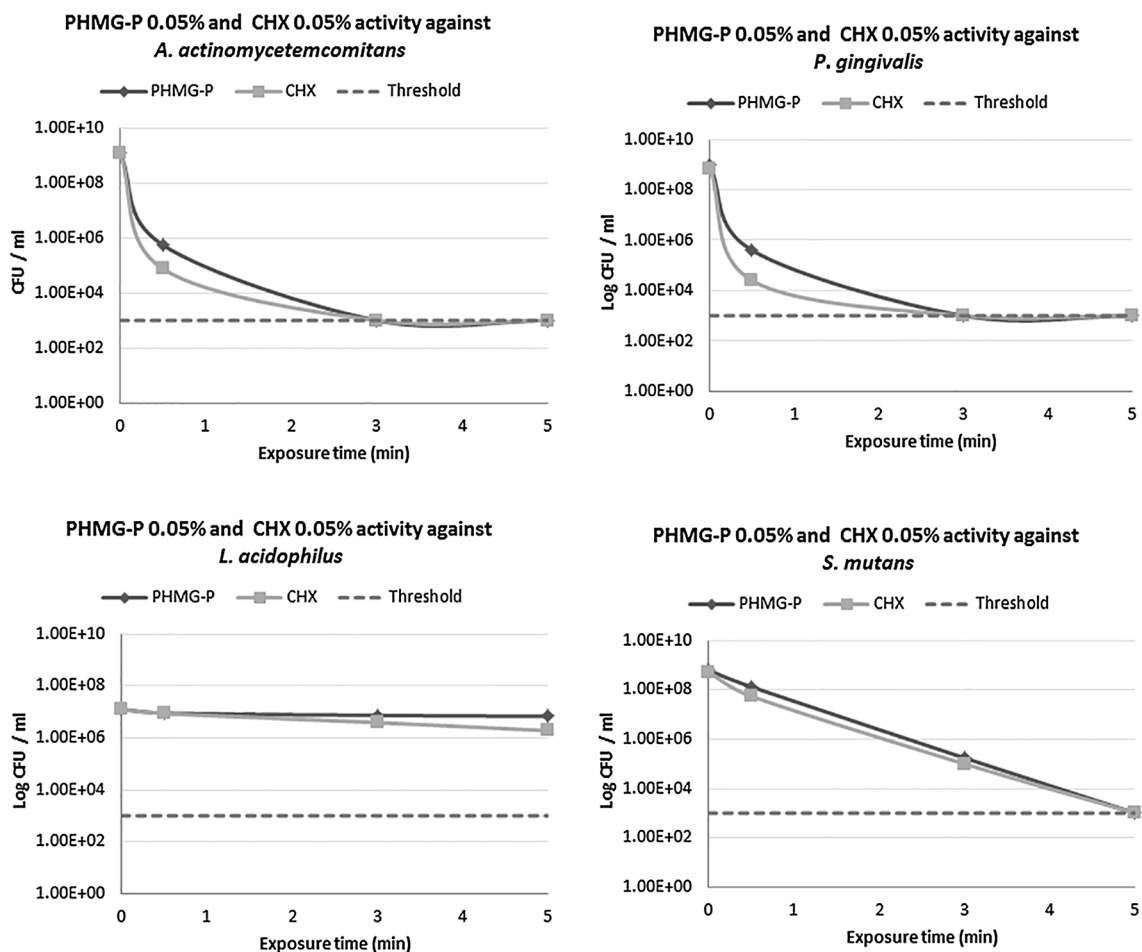 PHMG-P 0.05% and CHX 0.05% activity against
A. actinomycetemcomitans
PHMG-P CHX Threshold
CFU / ml
1.00E+10
1.00E+08
1.00E+06
1.00E+04
1.00E+02
1.00E+00
0 1 2 3 4 5
Exposure time (min)
PHMG-P 0.05% and CHX 0.05% activity against
P. gingivalis
PHMG-P CHX Threshold
Log CFU / ml
1.00E+10
1.00E+08
1.00E+06
1.00E+04
1.00E+02
1.00E+00
0 1 2 3 4 5
Exposure time (min)
PHMG-P 0.05% and CHX 0.05% activity against
L. acidophilus
PHMG-P CHX Threshold
Log CFU / ml
1.00E+10
1.00E+08
1.00E+06
1.00E+04
1.00E+02
1.00E+00
0 1 2 3 4 5
Exposure time (min)
PHMG-P 0.05% and CHX 0.05% activity against
S. mutans
PHMG-P CHX Threshold
Log CFU / ml
1.00E+10
1.00E+08
1.00E+06
1.00E+04
1.00E+02
1.00E+00
0 1 2 3 4 5
Exposure time (min)